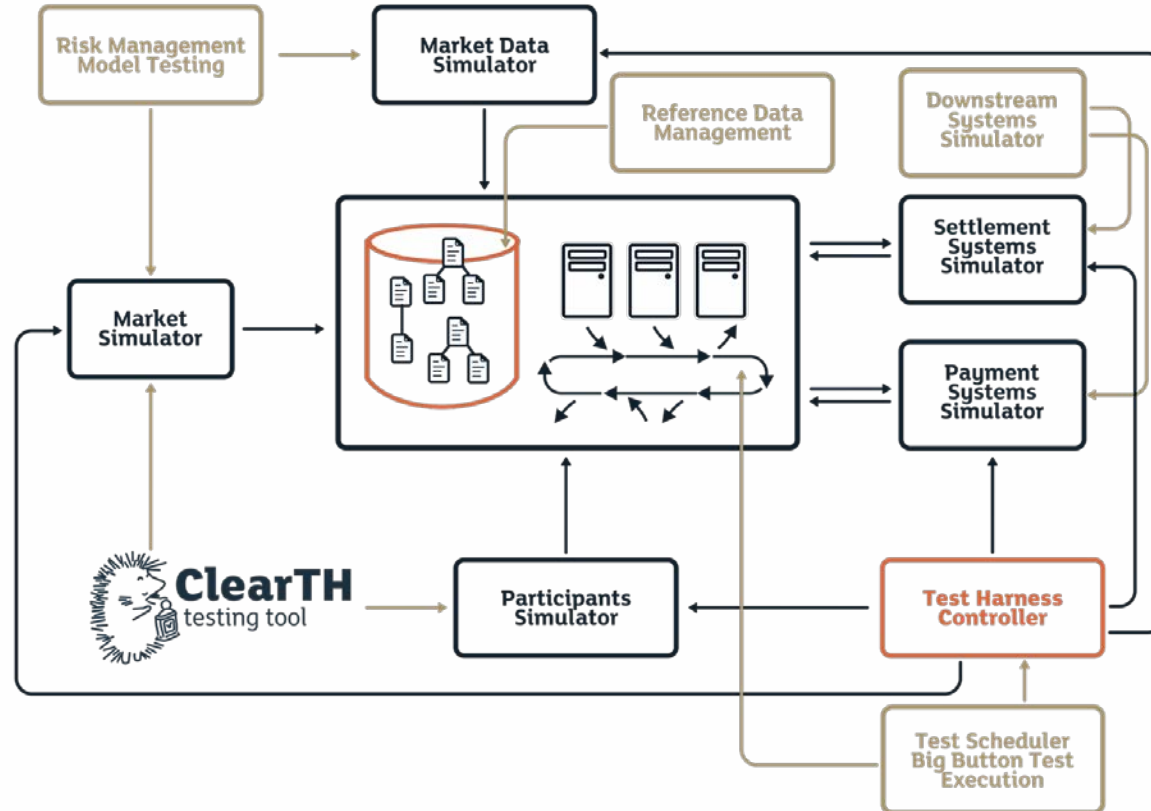 Risk Management
Model Testing
Market Data
Simulator
Reference Data
Management
Downstream
Systems
Simulator
Settlement
Systems
Simulator
Market
Simulator
Payment
Systems
Simulator
ClearTH
testing tool
Participants
Simulator
Test Harness
Controller
Test Scheduler
Big Button Test
Execution